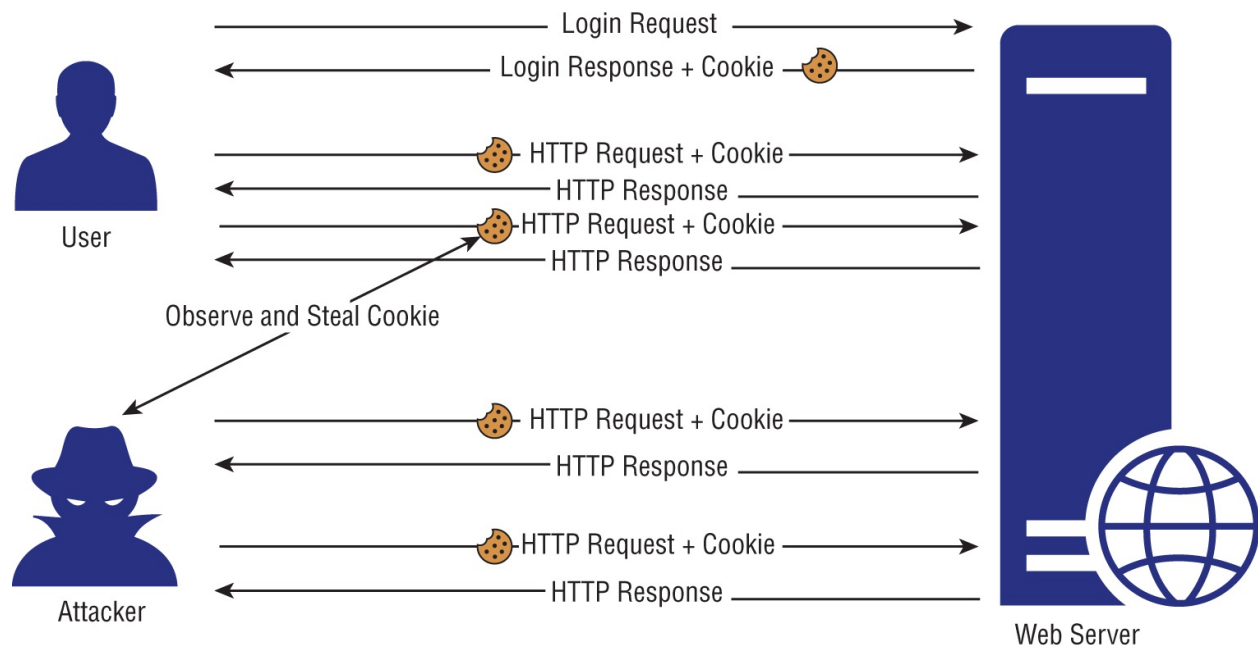 Login Request
Login Response + Cookie
HTTP Request + Cookie
HTTP Response
HTTP Request + Cookie
User
HTTP Response
Observe and Steal Cookie
HTTP Request + Cookie
HTTP Response
HTTP Request + Cookie
HTTP Response
Attacker
Web Server